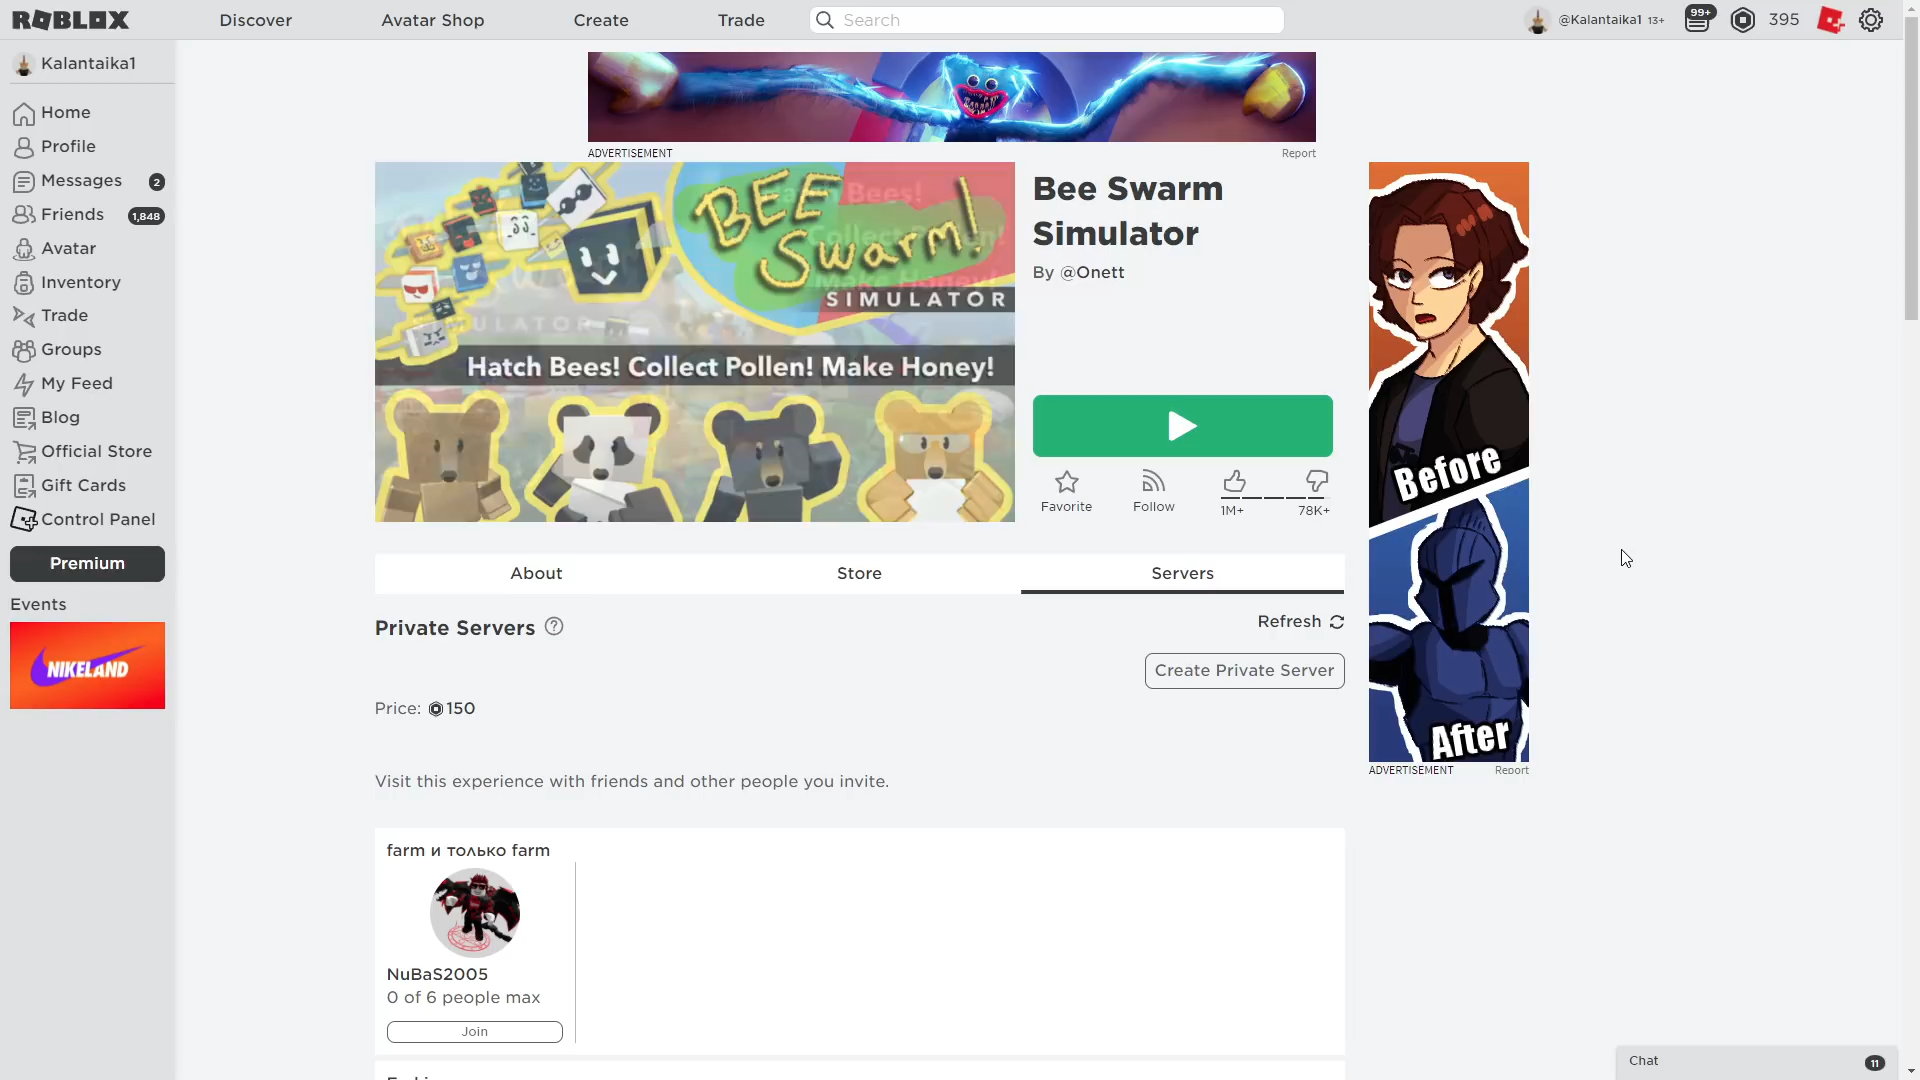 ROBLOX
Discover
Avatar Shop
Create
Trade
Search
@Kalantaika1 13+
99+
395
Kalantaika1
Home
Profile
Messages 2
Friends 1,848
Avatar
Inventory
Trade
Groups
My Feed
Blog
Official Store
Gift Cards
Control Panel
Premium
Events
NIKELAND
ADVERTISEMENT
Report
BEE
Swarm!
SIMULATOR
Hatch Bees! Collect Pollen! Make Honey!
Bee Swarm
Simulator
By @Onett
Favorite
Follow
1M+
78K+
Before
After
ADVERTISEMENT
Report
About
Store
Servers
Private Servers ?
Refresh
Create Private Server
Price: 150
Visit this experience with friends and other people you invite.
farm и только farm
NuBaS2005
0 of 6 people max
Join
Chat
11